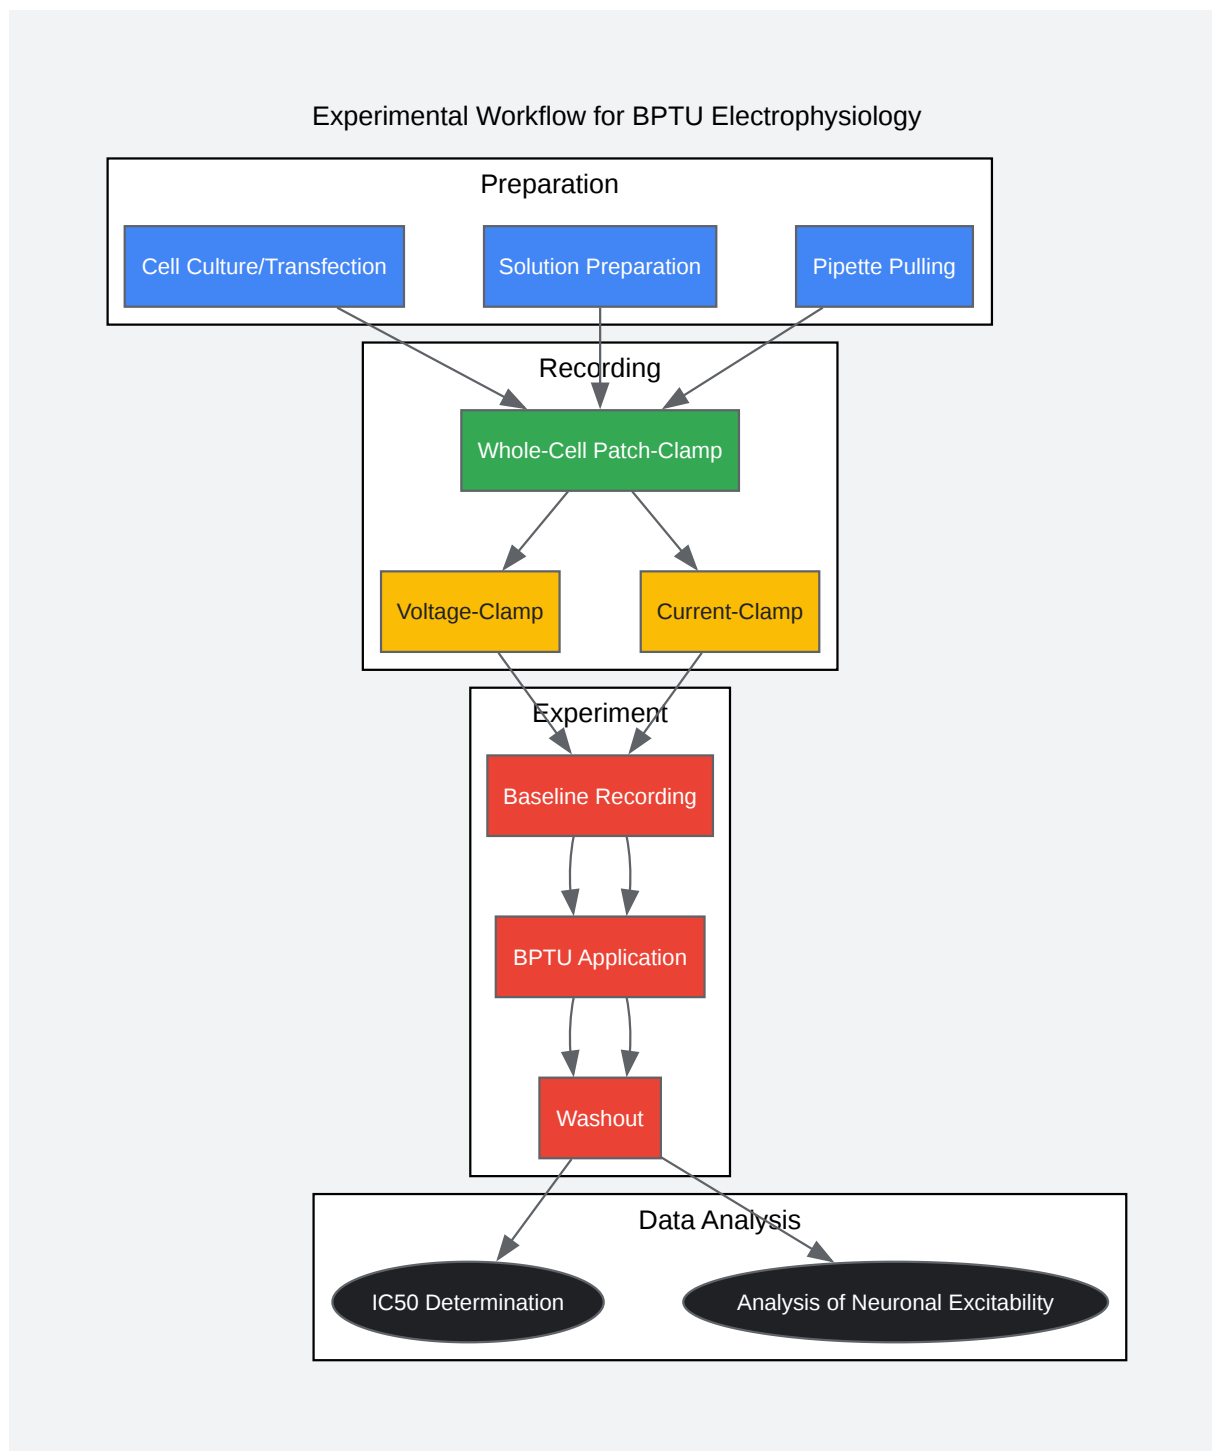 Experimental Workflow for BPTU Electrophysiology
Preparation
Cell Culture/Transfection
Solution Preparation
Pipette Pulling
Recording
Whole-Cell Patch-Clamp
Voltage-Clamp
Current-Clamp
Experiment
Baseline Recording
BPTU Application
Washout
Data Analysis
IC50 Determination
Analysis of Neuronal Excitability